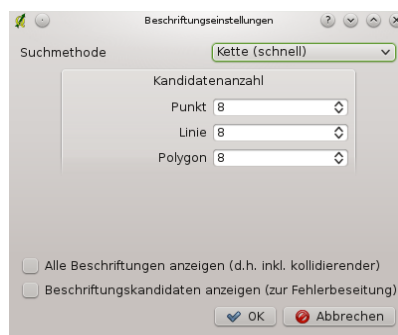 Beschriftungseinstellungen
Suchmethode Kette (schnell)
Kandidatenanzahl
Punkt 8
Linie 8
Polygon 8
Alle Beschriftungen anzeigen (d.h. inkl. kollidierender)
Beschriftungskandidaten anzeigen (zur Fehlerbeseitung)
OK Abbrechen